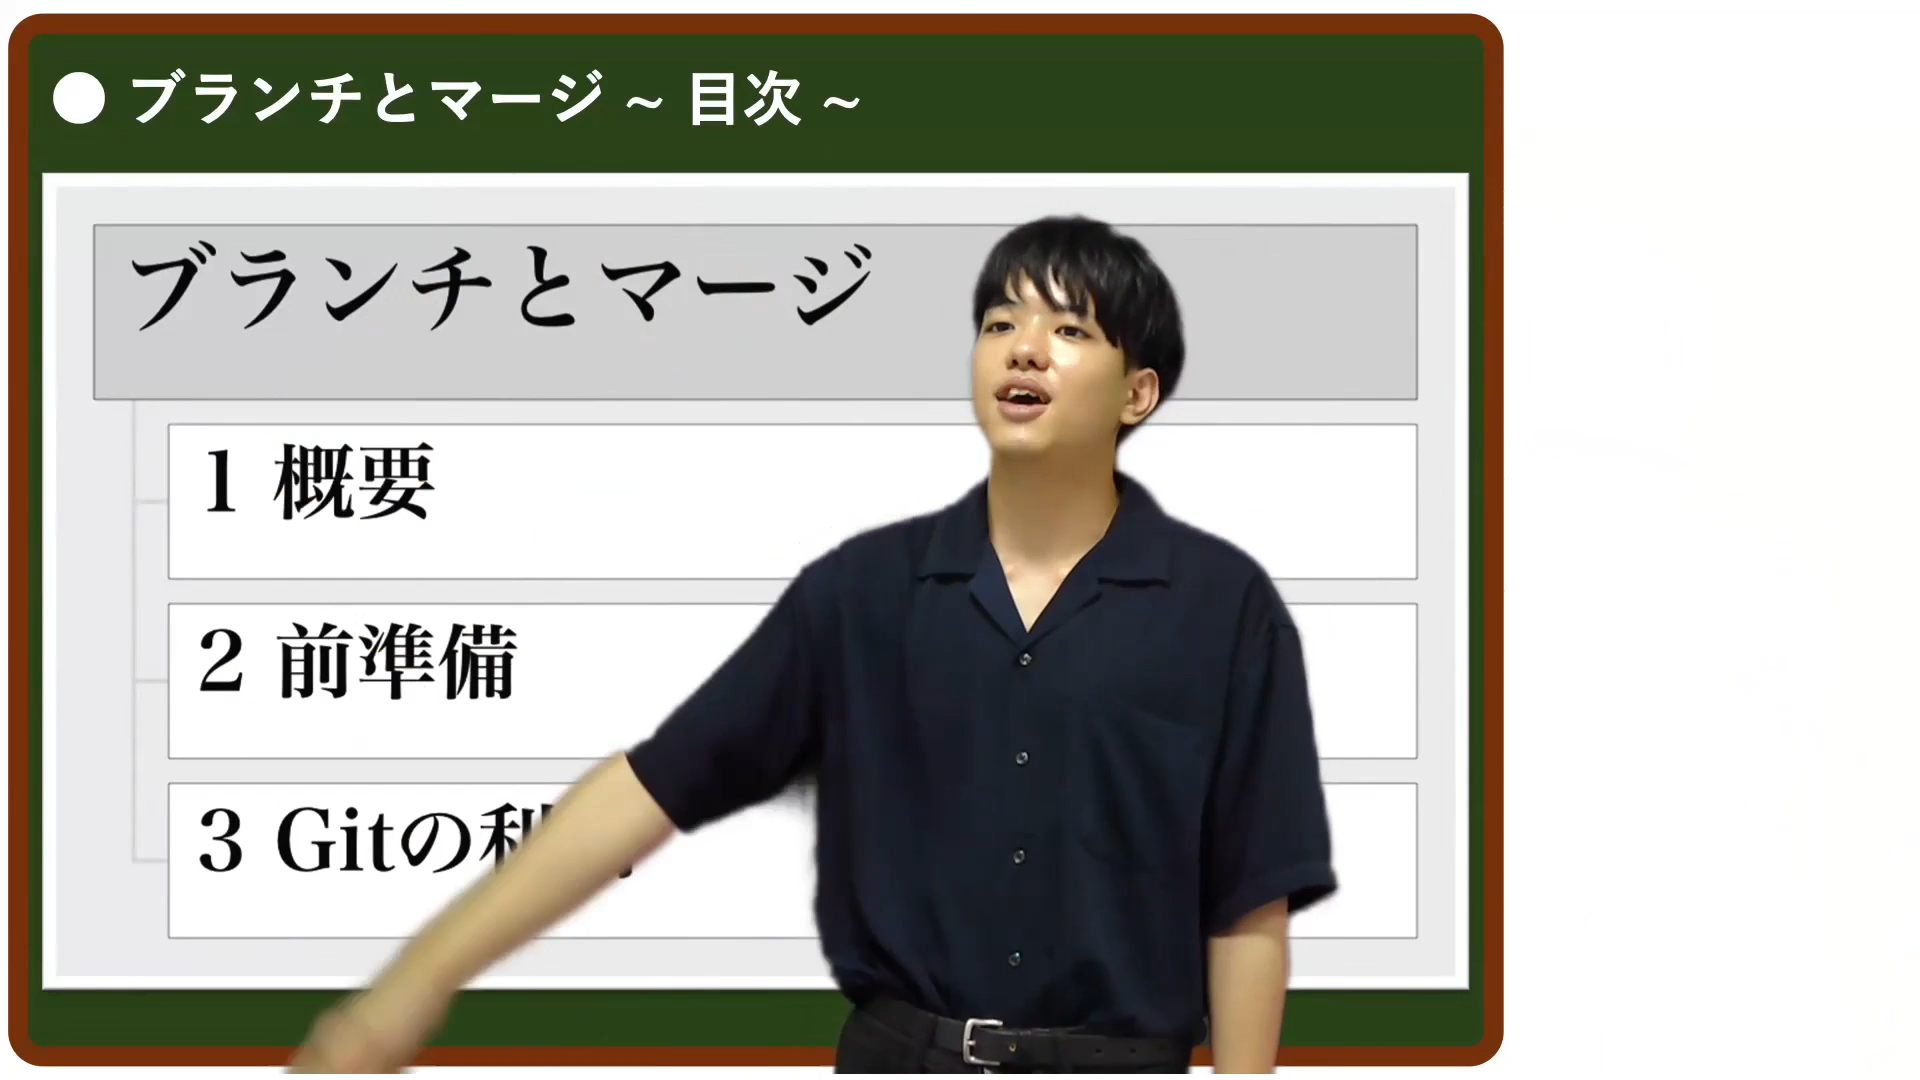 ● ブランチとマージ ~ 目次 ~
ブランチとマージ
1 概要
2 前準備
3 Gitの利